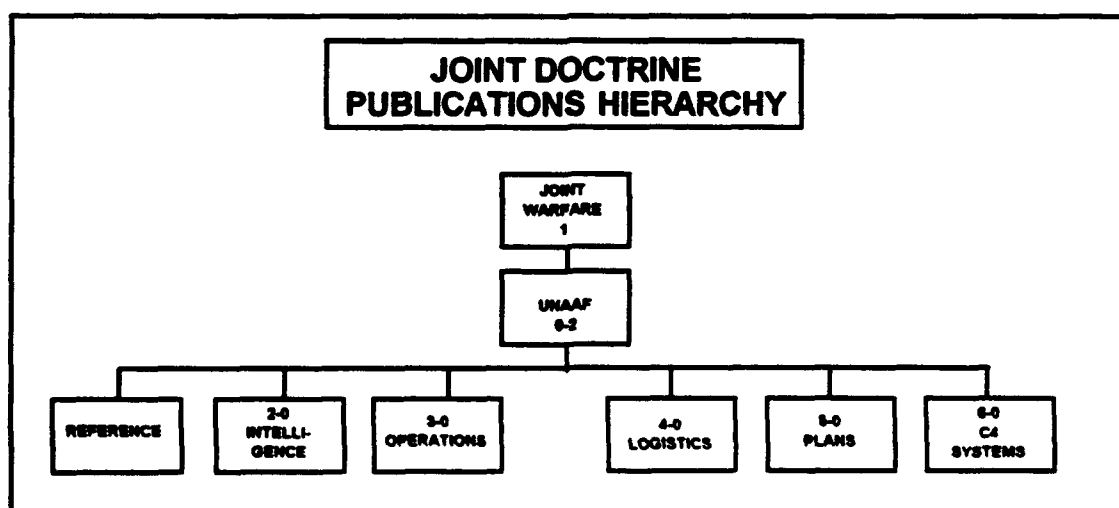 JOINT DOCTRINE
PUBLICATIONS HIERARCHY
JOINT
WARFARE
1
UNAAF
0-2
REFERENCE
2-0
INTELLI-
GENCE
3-0
OPERATIONS
4-0
LOGISTICS
5-0
PLANS
6-0
C4
SYSTEMS